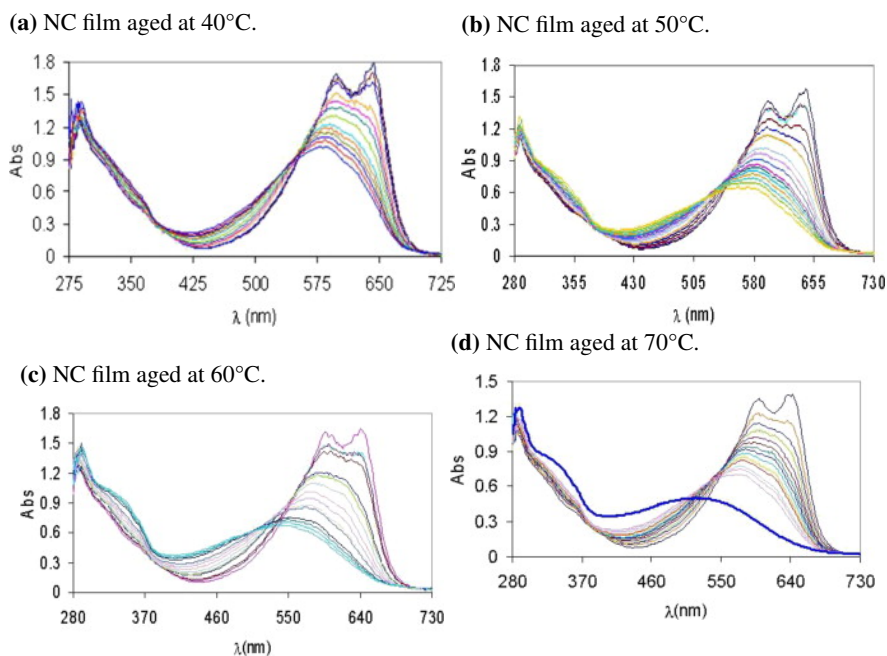 (a) NC film aged at 40°C.
1.8
1.5
1.2
0.9
0.6
0.3
0
Abs
275 350 425 500 575 650 725
λ (nm)
(b) NC film aged at 50°C.
1.8
1.5
1.2
0.9
0.6
0.3
0
Abs
280 355 430 505 580 655 730
λ (nm)
(c) NC film aged at 60°C.
1.8
1.5
1.2
0.9
0.6
0.3
0
Abs
280 370 460 550 640 730
λ(nm)
(d) NC film aged at 70°C.
1.5
1.2
0.9
0.6
0.3
0
Abs
280 370 460 550 640 730
λ(nm)